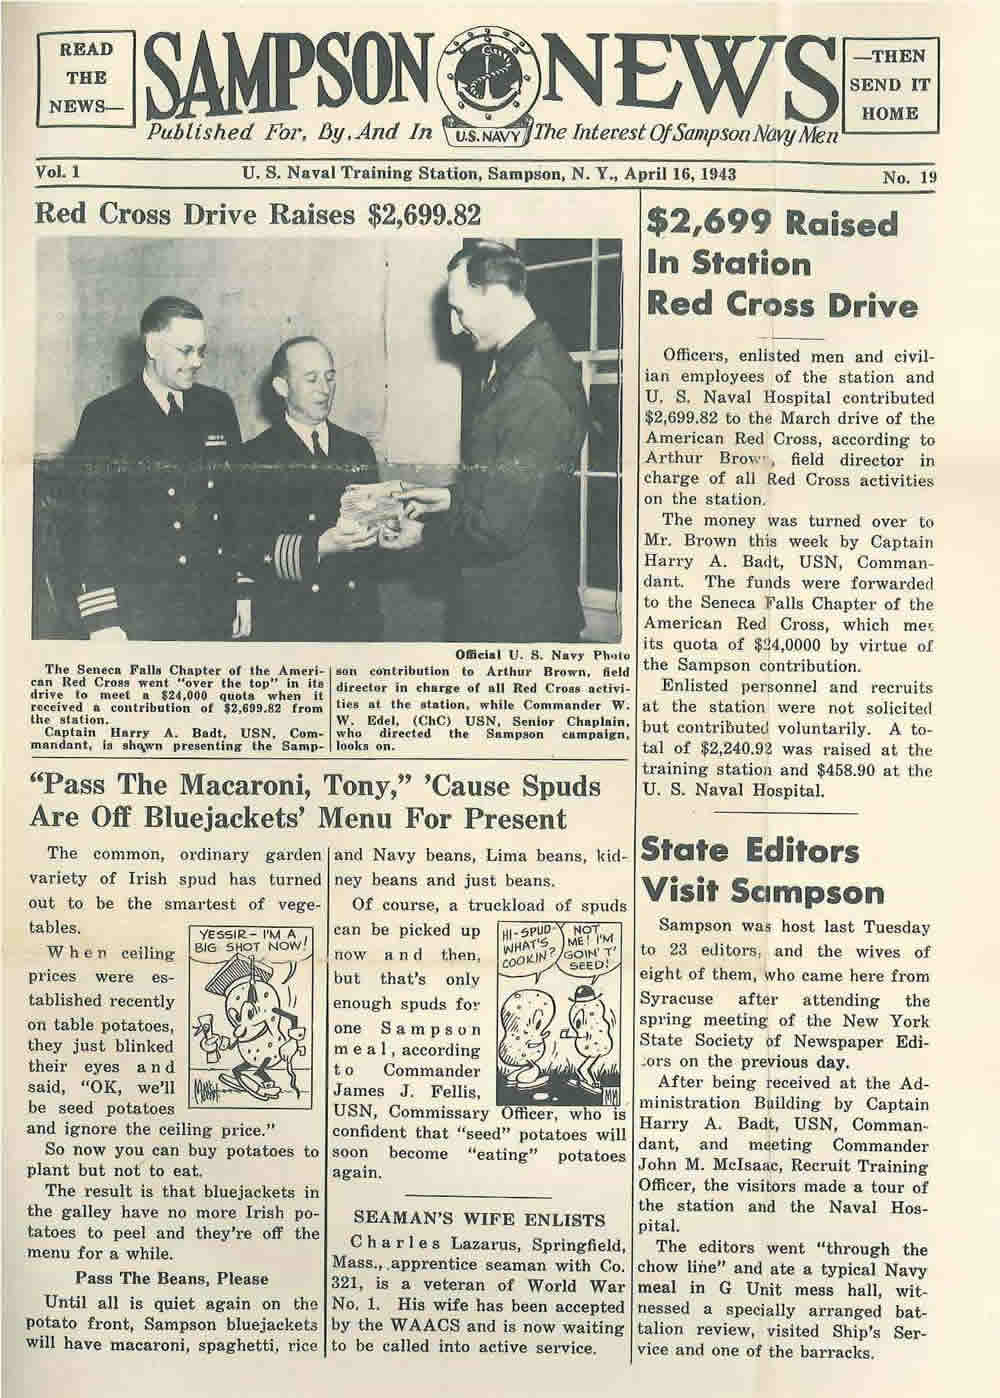 READ
THE
NEWS—
SAMPSON NEWS
—THEN
SEND IT
HOME
Published For, By, And In
U.S. NAVY
The Interest Of Sampson Navy Men
Vol. 1
U. S. Naval Training Station, Sampson, N. Y., April 16, 1943
No. 19
Red Cross Drive Raises $2,699.82
Official U. S. Navy Photo
The Seneca Falls Chapter of the Ameri-
can Red Cross went "over the top" in its
drive to meet a $24,000 quota when it
received a contribution of $2,699.82 from
the station.
Captain Harry A. Badt, USN, Com-
mandant, is shown presenting the Samp-
son contribution to Arthur Brown, field
director in charge of all Red Cross activi-
ties at the station, while Commander W.
W. Edel, (ChC) USN, Senior Chaplain,
who directed the Sampson campaign,
looks on.
"Pass The Macaroni, Tony," 'Cause Spuds
Are Off Bluejackets' Menu For Present
The common, ordinary garden
variety of Irish spud has turned
out to be the smartest of vege-
tables.
When ceiling
prices were es-
tablished recently
on table potatoes,
they just blinked
their eyes and
said, "OK, we'll
be seed potatoes
and ignore the ceiling price."
So now you can buy potatoes to
plant but not to eat.
The result is that bluejackets in
the galley have no more Irish po-
tatoes to peel and they're off the
menu for a while.
Pass The Beans, Please
Until all is quiet again on the
potato front, Sampson bluejackets
will have macaroni, spaghetti, rice
YESSIR- I'M A
BIG SHOT NOW!
and Navy beans, Lima beans, kid-
ney beans and just beans.
Of course, a truckload of spuds
can be picked up
now and then,
but that's only
enough spuds for
one Sampson
meal, according
to Commander
James J. Fellis,
USN, Commissary Officer, who is
confident that "seed" potatoes will
soon become "eating" potatoes
again.
HI-SPUD-
WHAT'S
COOKIN?
NOT
ME! I'M
GOIN' T'
SEED!
MM
SEAMAN'S WIFE ENLISTS
Charles Lazarus, Springfield,
Mass., apprentice seaman with Co.
321, is a veteran of World War
No. 1. His wife has been accepted
by the WAACS and is now waiting
to be called into active service.
$2,699 Raised
In Station
Red Cross Drive
Officers, enlisted men and civil-
ian employees of the station and
U. S. Naval Hospital contributed
$2,699.82 to the March drive of the
American Red Cross, according to
Arthur Brown, field director in
charge of all Red Cross activities
on the station.
The money was turned over to
Mr. Brown this week by Captain
Harry A. Badt, USN, Comman-
dant. The funds were forwarded
to the Seneca Falls Chapter of the
American Red Cross, which met
its quota of $24,0000 by virtue of
the Sampson contribution.
Enlisted personnel and recruits
at the station were not solicited
but contributed voluntarily. A to-
tal of $2,240.92 was raised at the
training station and $458.90 at the
U. S. Naval Hospital.
State Editors
Visit Sampson
Sampson was host last Tuesday
to 23 editors, and the wives of
eight of them, who came here from
Syracuse after attending the
spring meeting of the New York
State Society of Newspaper Edi-
tors on the previous day.
After being received at the Ad-
ministration Building by Captain
Harry A. Badt, USN, Comman-
dant, and meeting Commander
John M. McIsaac, Recruit Training
Officer, the visitors made a tour of
the station and the Naval Hos-
pital.
The editors went "through the
chow line" and ate a typical Navy
meal in G Unit mess hall, wit-
nessed a specially arranged bat-
talion review, visited Ship's Ser-
vice and one of the barracks.